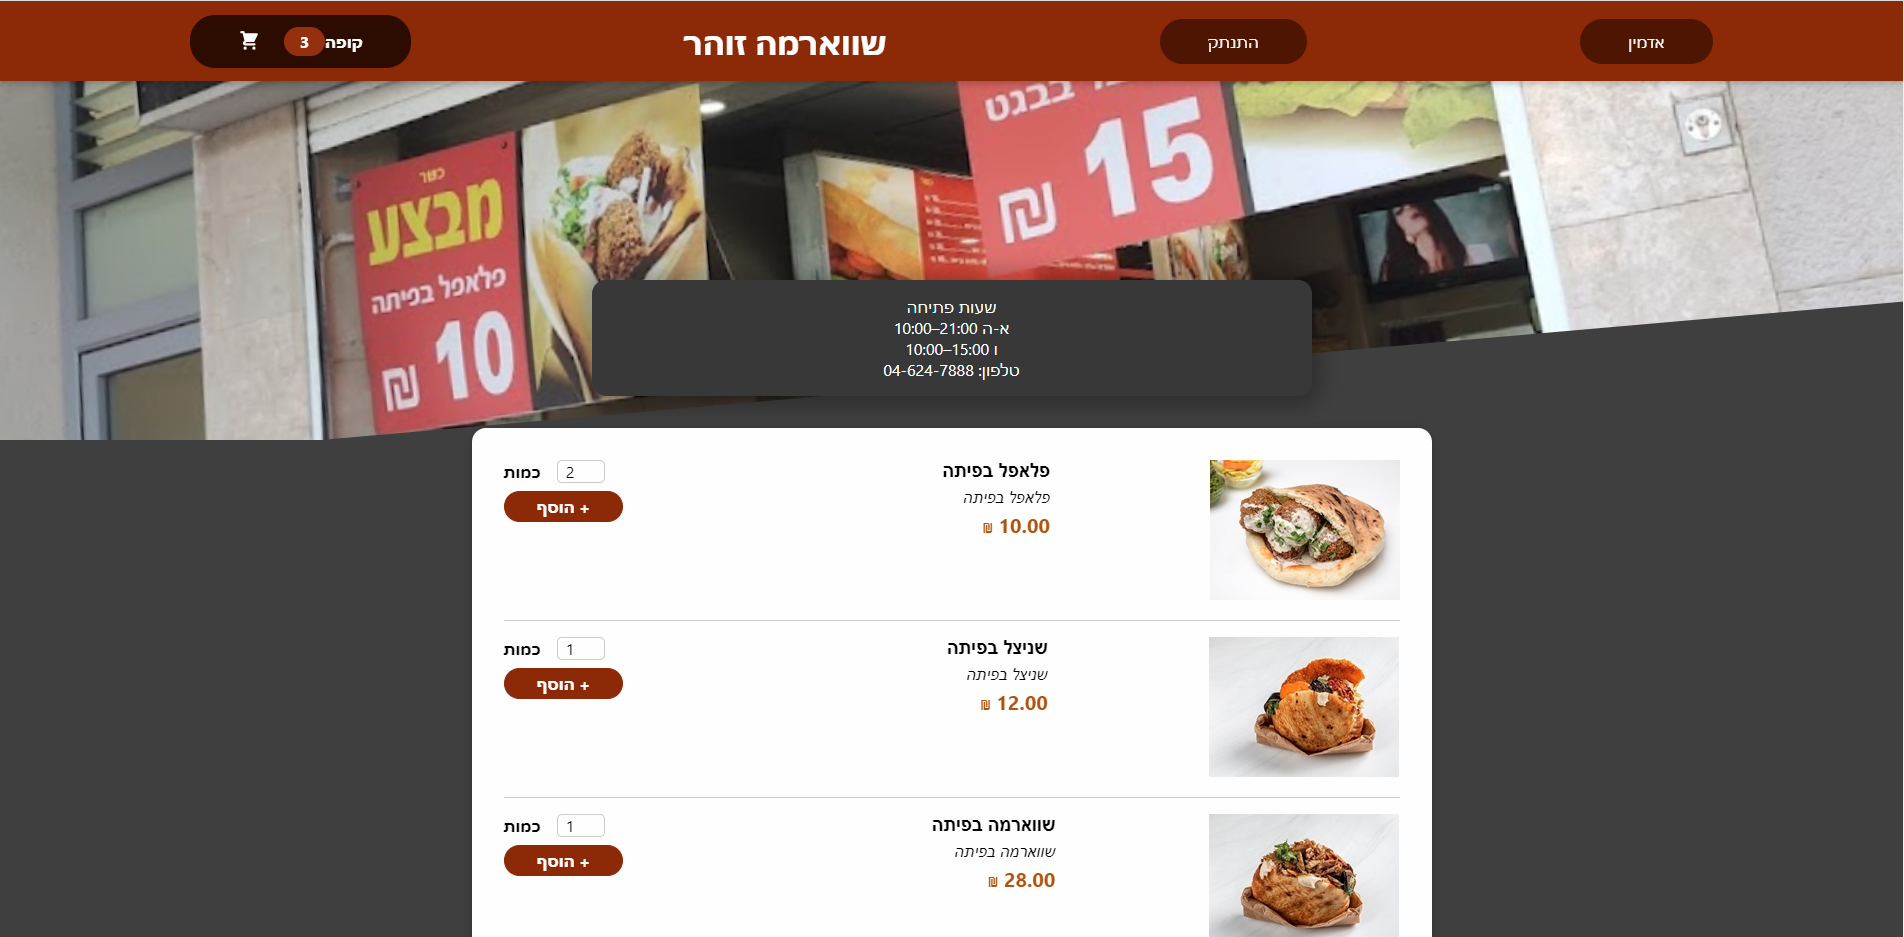 אדמין
התנתק
שווארמה זוהר
קופה 3
בבגט
15 ₪
כשר
מבצע
פלאפל בפיתה
10 ₪
שעות פתיחה
א-ה 10:00–21:00
ו 10:00–15:00
טלפון: 04-624-7888
פלאפל בפיתה
פלאפל בפיתה
10.00 ₪
כמות 2
+ הוסף
שניצל בפיתה
שניצל בפיתה
12.00 ₪
כמות 1
+ הוסף
שווארמה בפיתה
שווארמה בפיתה
28.00 ₪
כמות 1
+ הוסף